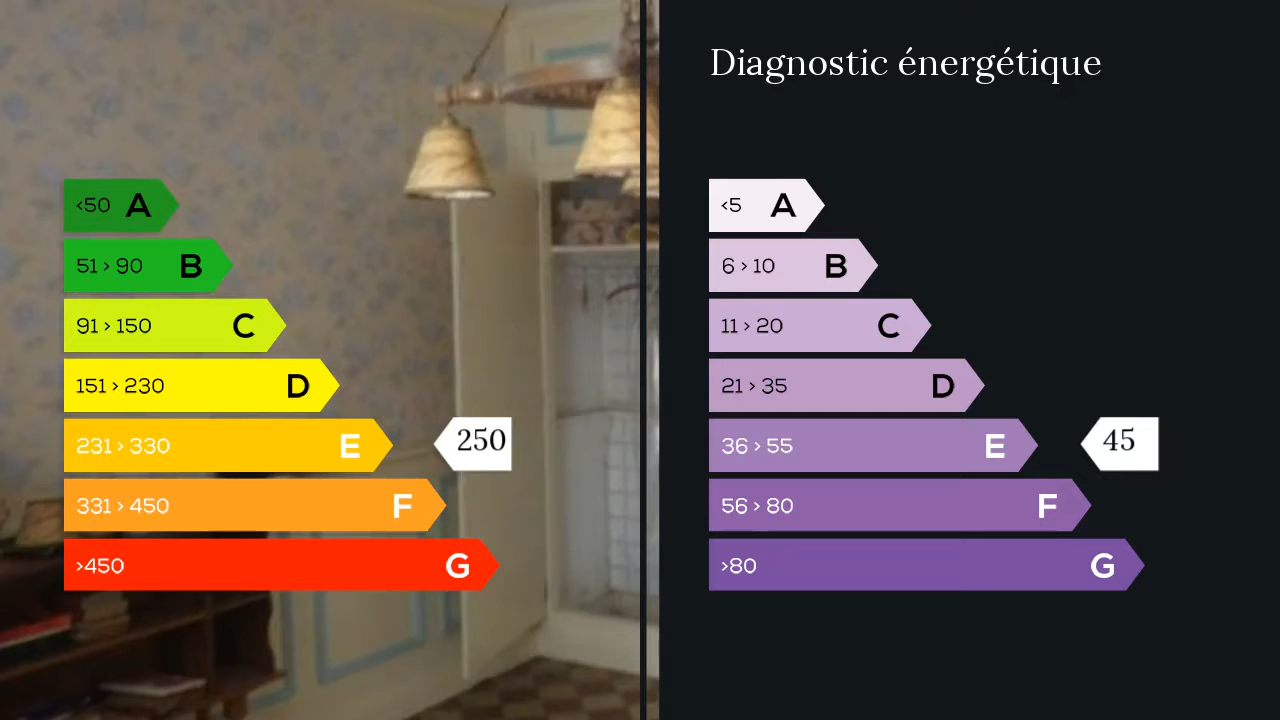 Diagnostic énergétique
<50 A
51 > 90 B
91 > 150 C
151 > 230 D
231 > 330 E
250
331 > 450 F
>450 G
<5 A
6 > 10 B
11 > 20 C
21 > 35 D
36 > 55 E
45
56 > 80 F
>80 G